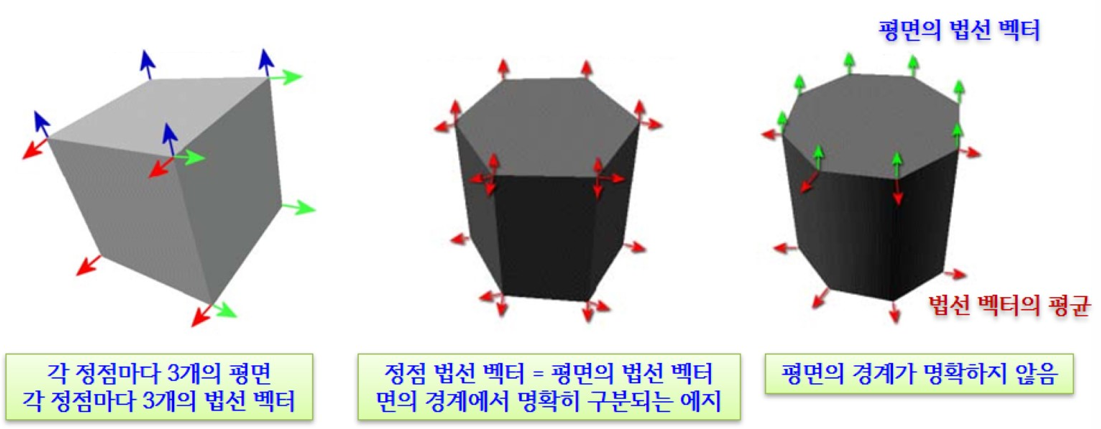 평면의 법선 벡터
법선 벡터의 평균
각 정점마다 3개의 평면
각 정점마다 3개의 법선 벡터
정점 법선 벡터 = 평면의 법선 벡터
면의 경계에서 명확히 구분되는 에지
평면의 경계가 명확하지 않음